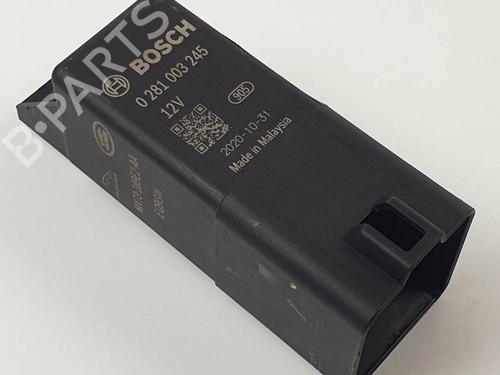 B-PARTS
BOSCH
0 281 003 245
12V
905
2020-10-31
Made in Malaysia